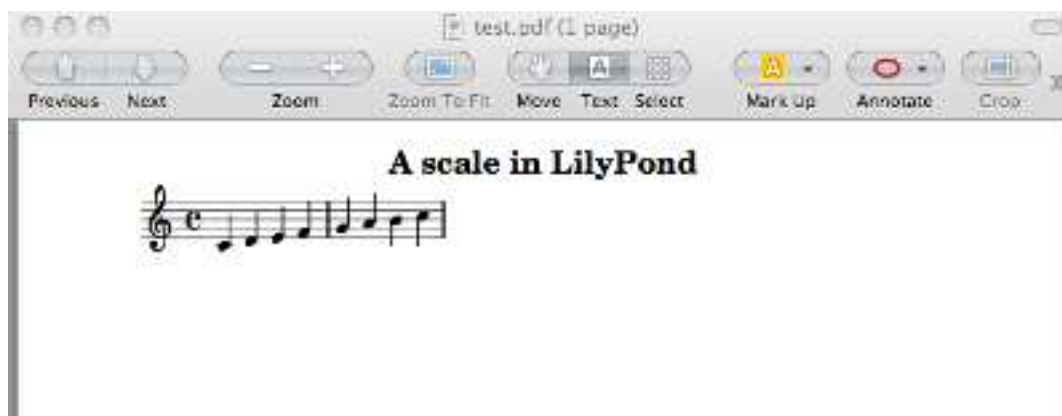 test.pdf (1 page)
Previous Next Zoom Zoom To Fit Move Text Select Mark Up Annotate Crop
A scale in LilyPond